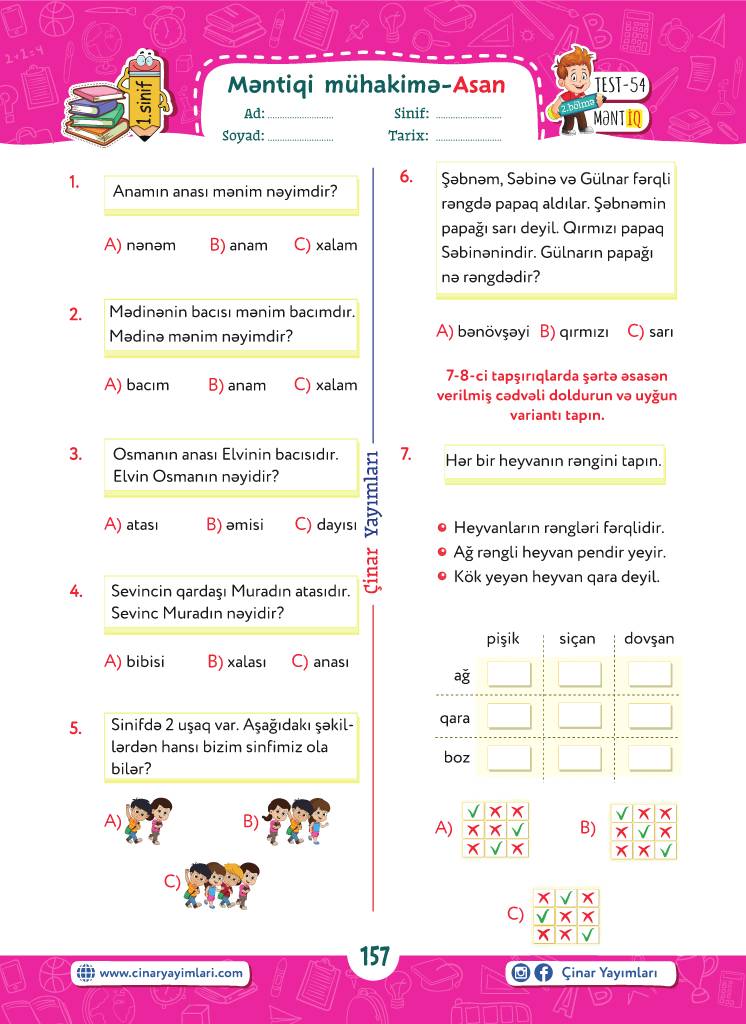 1.sinif
Məntiqi mühakimə-Asan
Ad: ........................ Sinif: ........................
Soyad: ........................ Tarix: ........................
2.bölmə
TEST-54
MƏNTİQ
1.
Anamın anası mənim nəyimdir?
A) nənəm B) anam C) xalam
2.
Mədinənin bacısı mənim bacımdır.
Mədinə mənim nəyimdir?
A) bacım B) anam C) xalam
3.
Osmanın anası Elvinin bacısıdır.
Elvin Osmanın nəyidir?
A) atası B) əmisi C) dayısı
4.
Sevincin qardaşı Muradın atasıdır.
Sevinc Muradın nəyidir?
A) bibisi B) xalası C) anası
5.
Sinifdə 2 uşaq var. Aşağıdakı şəkil-
lərdən hansı bizim sinfimiz ola
bilər?
A) B)
C)
Çinar Yayımları
6.
Şəbnəm, Səbinə və Gülnar fərqli
rəngdə papaq aldılar. Şəbnəmin
papağı sarı deyil. Qırmızı papaq
Səbinənindir. Gülnarın papağı
nə rəngdədir?
A) bənövşəyi B) qırmızı C) sarı
7-8-ci tapşırıqlarda şərtə əsasən
verilmiş cədvəli doldurun və uyğun
variantı tapın.
7.
Hər bir heyvanın rəngini tapın.
• Heyvanların rəngləri fərqlidir.
• Ağ rəngli heyvan pendir yeyir.
• Kök yeyən heyvan qara deyil.
pişik siçan dovşan
ağ
qara
boz
A) B)
C)
www.cinaryayimlari.com
157
Çinar Yayımları